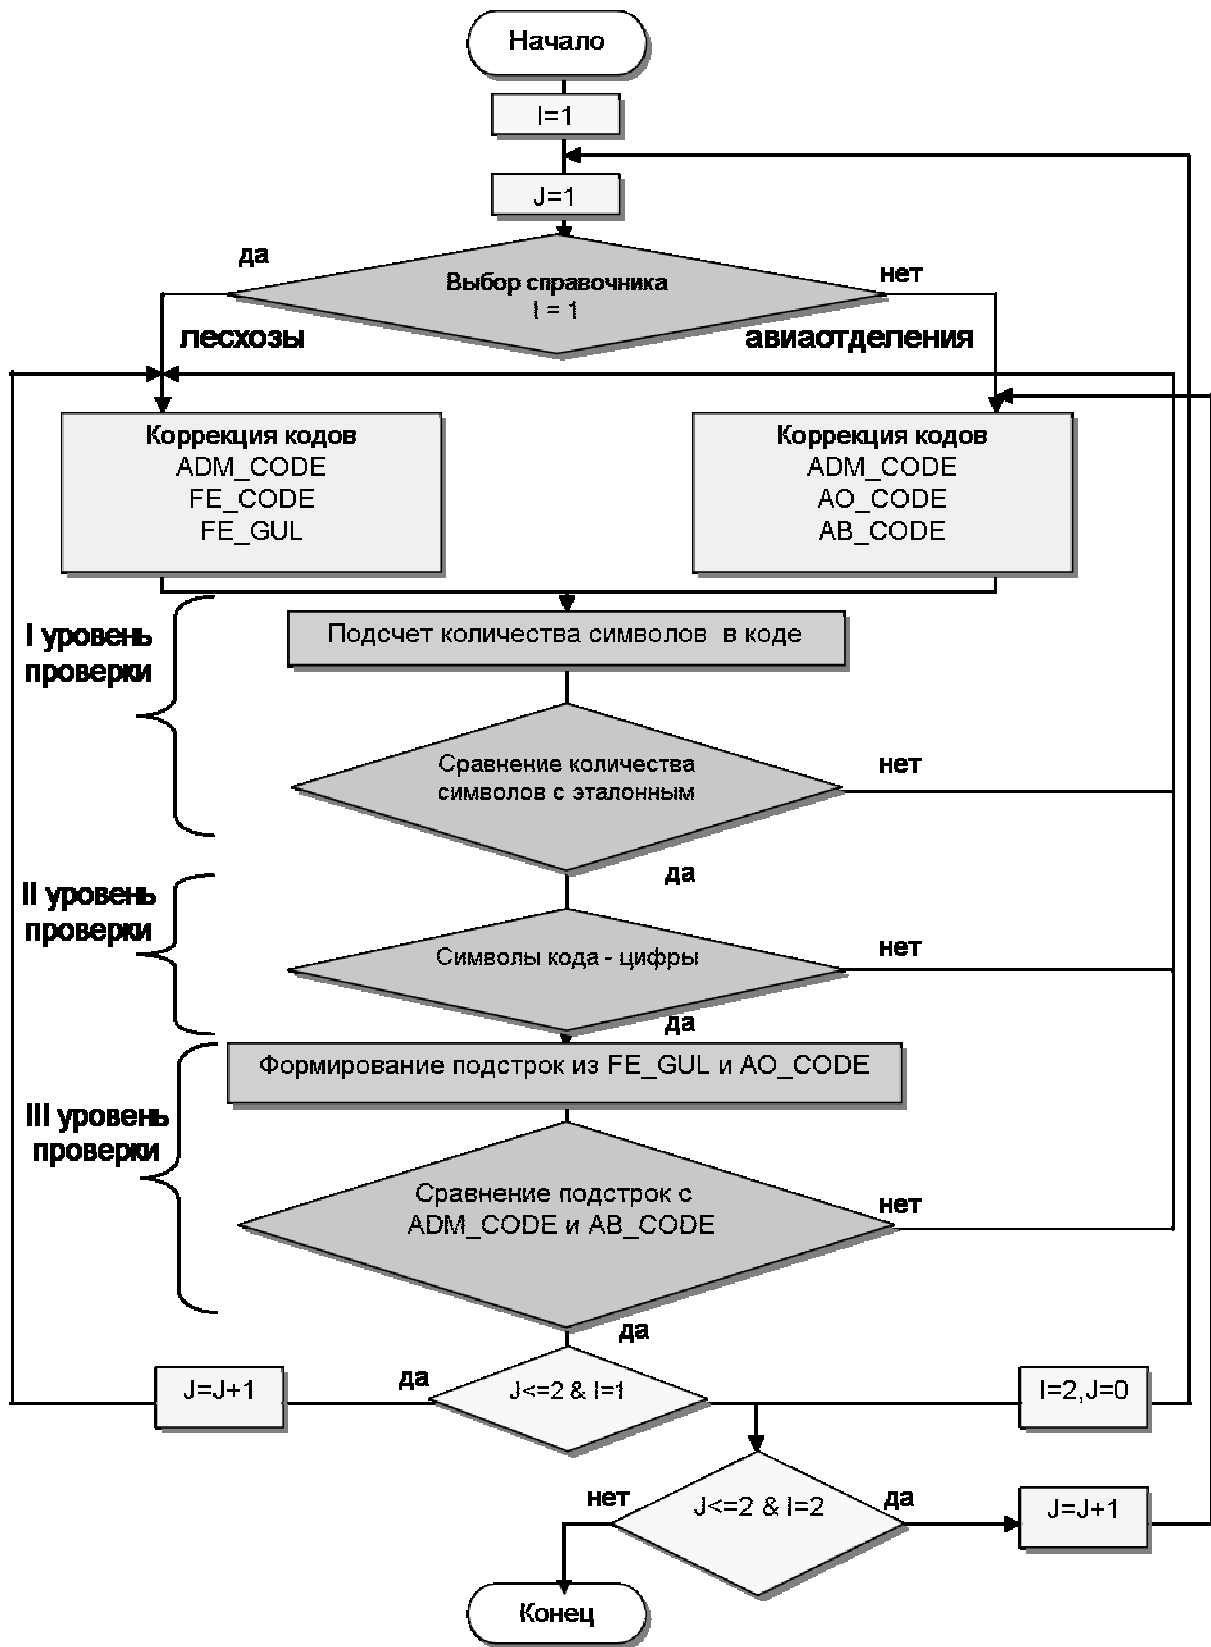 Начало
I=1
J=1
да
Выбор справочника
I = 1
нет
лесхозы
авиаотделения
Коррекция кодов
ADM_CODE
FE_CODE
FE_GUL
Коррекция кодов
ADM_CODE
AO_CODE
AB_CODE
I уровень
проверки
Подсчет количества символов в коде
Сравнение количества
символов с эталонным
нет
да
II уровень
проверки
Символы кода - цифры
нет
да
III уровень
проверки
Формирование подстрок из FE_GUL и AO_CODE
Сравнение подстрок с
ADM_CODE и AB_CODE
нет
да
J=J+1
да
J<=2 & I=1
I=2,J=0
нет
J<=2 & I=2
да
J=J+1
Конец